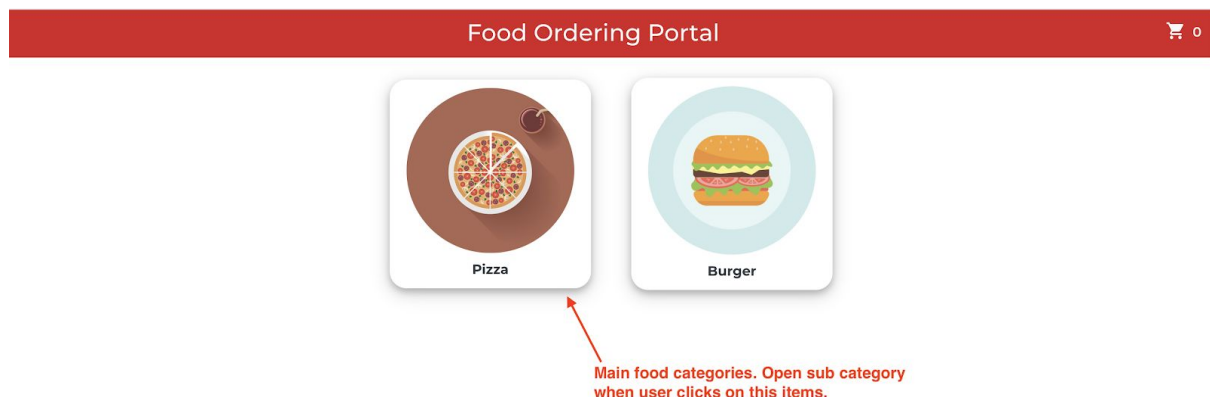 Food Ordering Portal
0
Pizza
Burger
Main food categories. Open sub category
when user clicks on this items.